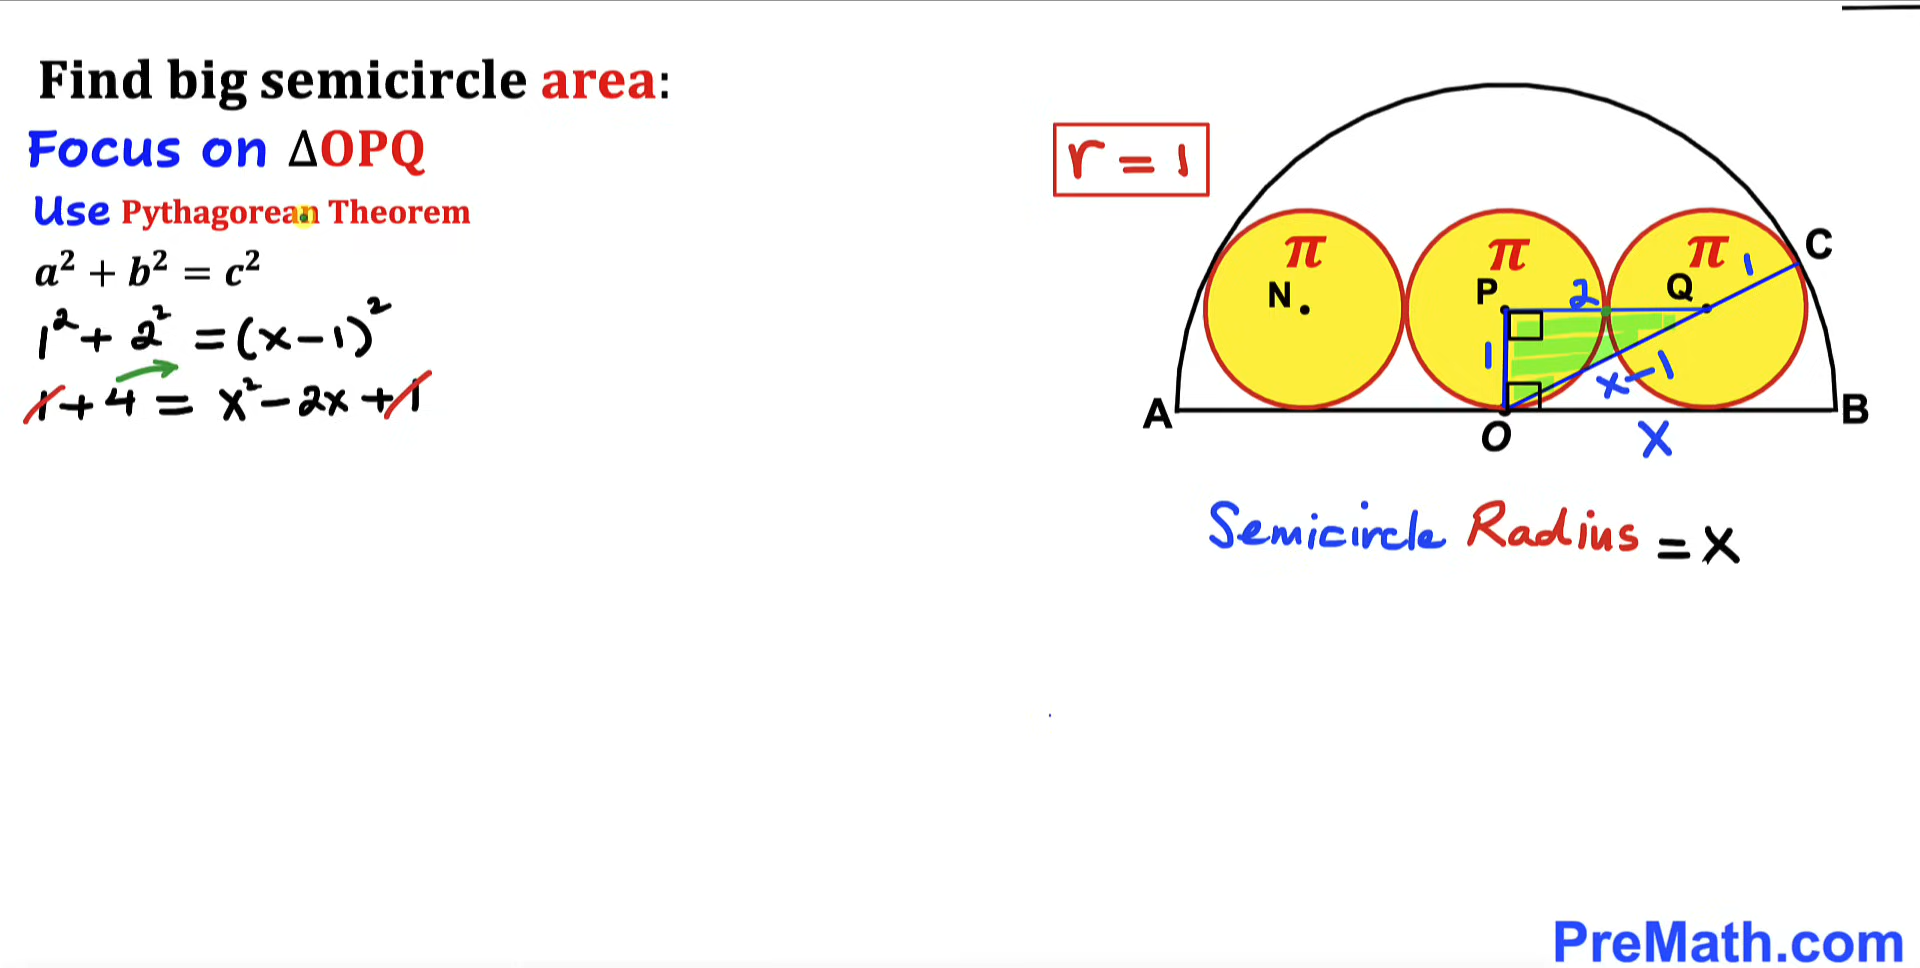 Find big semicircle area:
Focus on ΔOPQ
Use Pythagorean Theorem
a² + b² = c²
1² + 2² = (x-1)²
1 + 4 = x² - 2x + 1
r = 1
π π π
1
C
N P 2 Q
1
x-1
A
B
O
X
Semicircle Radius = X
PreMath.com